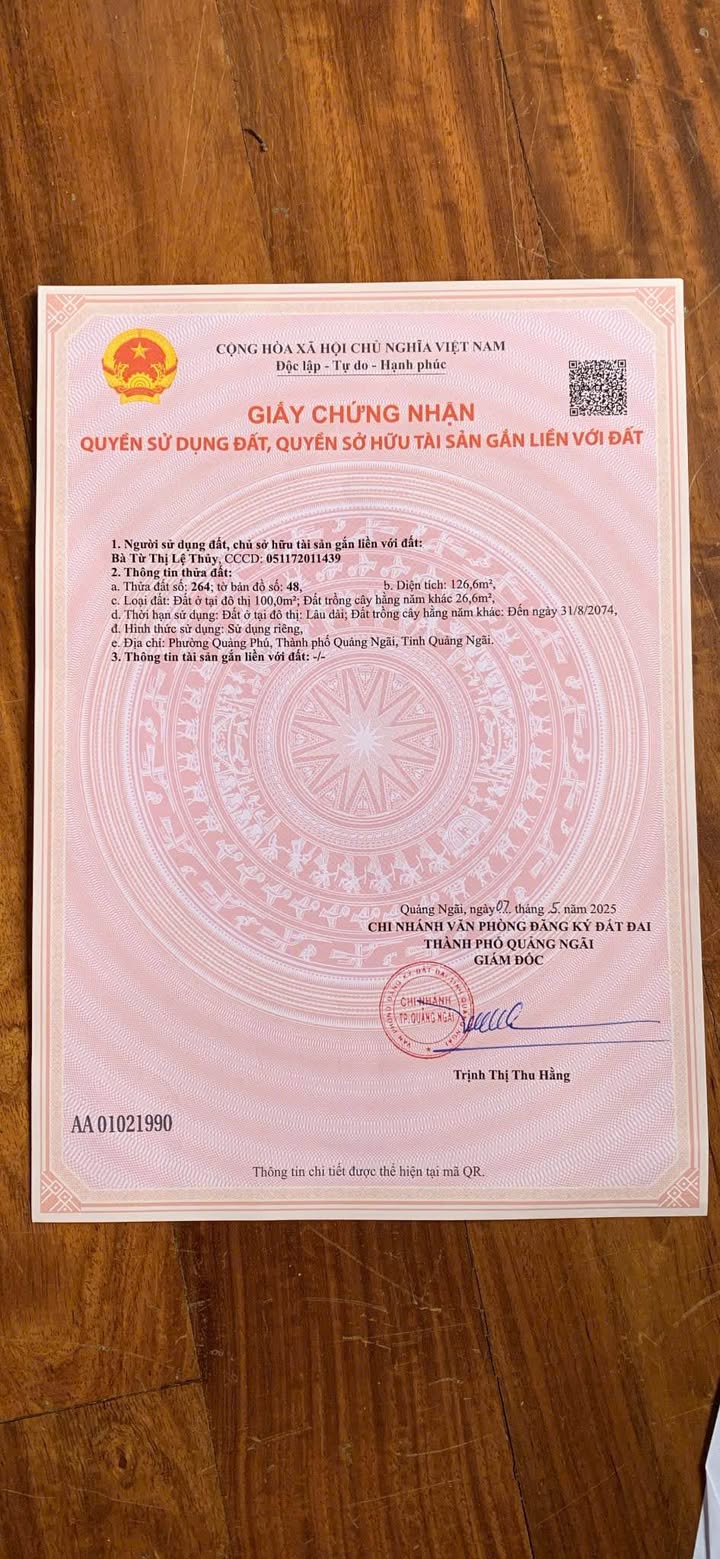 CỘNG HÒA XÃ HỘI CHỦ NGHĨA VIỆT NAM
Độc lập - Tự do - Hạnh phúc
GIẤY CHỨNG NHẬN
QUYỀN SỬ DỤNG ĐẤT, QUYỀN SỞ HỮU TÀI SẢN GẮN LIỀN VỚI ĐẤT
1. Người sử dụng đất, chủ sở hữu tài sản gắn liền với đất:
Bà Từ Thị Lệ Thủy, CCCD: 051172011439
2. Thông tin thửa đất:
a. Thửa đất số: 264; tờ bản đồ số: 48, b. Diện tích: 126,6m²,
c. Loại đất: Đất ở tại đô thị 100,0m²; Đất trồng cây hằng năm khác 26,6m²,
d. Thời hạn sử dụng: Đất ở tại đô thị: Lâu dài; Đất trồng cây hằng năm khác: Đến ngày 31/8/2074,
đ. Hình thức sử dụng: Sử dụng riêng,
e. Địa chỉ: Phường Quảng Phú, Thành phố Quảng Ngãi, Tỉnh Quảng Ngãi.
3. Thông tin tài sản gắn liền với đất: -/-
Quảng Ngãi, ngày 07 tháng 5 năm 2025
CHI NHÁNH VĂN PHÒNG ĐĂNG KÝ ĐẤT ĐAI
THÀNH PHỐ QUẢNG NGÃI
GIÁM ĐỐC
VĂN PHÒNG ĐĂNG KÝ ĐẤT ĐAI TỈNH QUẢNG NGÃI
CHI NHÁNH
TP. QUẢNG NGÃI
Trịnh Thị Thu Hằng
AA 01021990
Thông tin chi tiết được thể hiện tại mã QR.